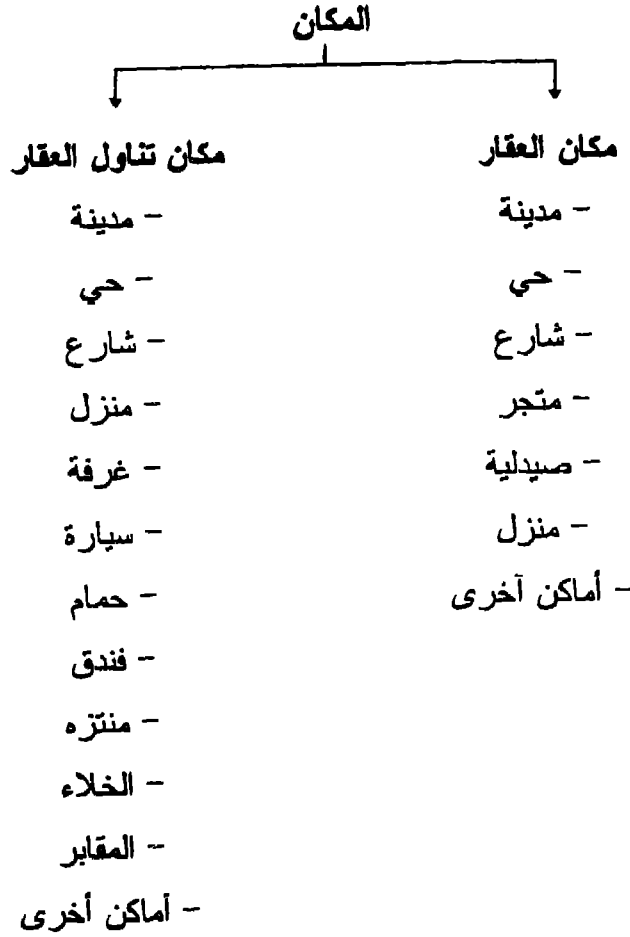 المكان
مكان العقار
- مدينة
- حي
- شارع
- متجر
- صيدلية
- منزل
- أماكن آخرى
مكان تناول العقار
- مدينة
- حي
- شارع
- منزل
- غرفة
- سيارة
- حمام
- فندق
- منتزه
- الخلاء
- المقابر
- أماكن أخرى